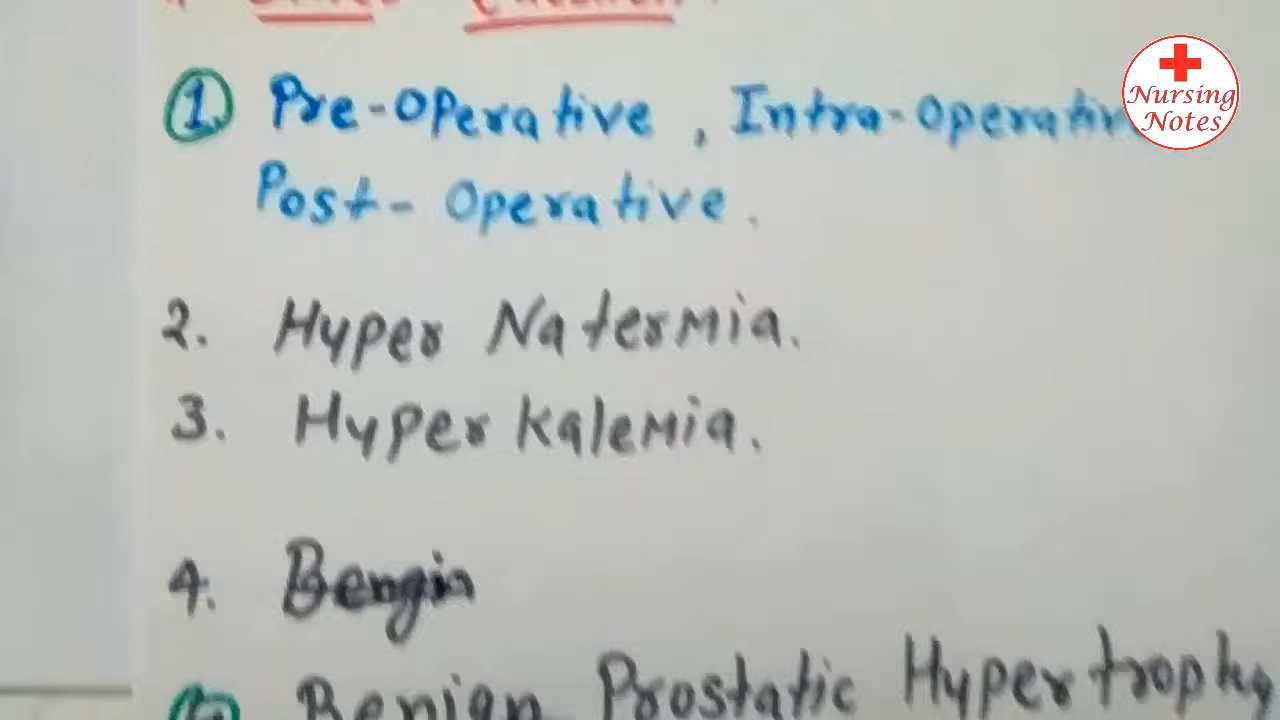 ① Pre-Operative, Intra-Operative
Post-Operative.
2. Hyper Natermia.
3. Hyper Kalemia.
4. Bengin
Benign Prostatic Hypertrophy
Nursing
Notes